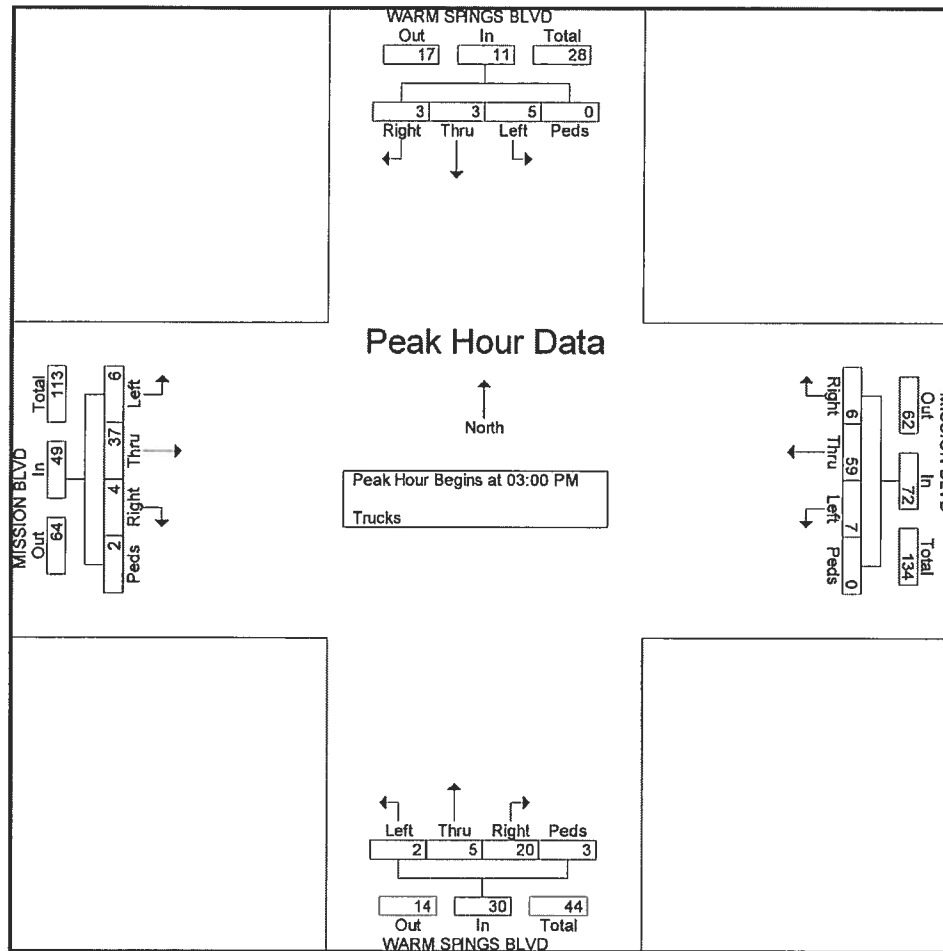 WARM SPINGS BLVD
Out In Total
17 11 28
3 3 5 0
Right Thru Left Peds
Peak Hour Data
North
Peak Hour Begins at 03:00 PM
Trucks
MISSION BLVD
Out In Total
64 49 113
2 4 37 6
Peds Right Thru Left
MISSION BLVD
Out In Total
62 72 134
6 59 7 0
Right Thru Left Peds
Left Thru Right Peds
2 5 20 3
14 30 44
Out In Total
WARM SPINGS BLVD